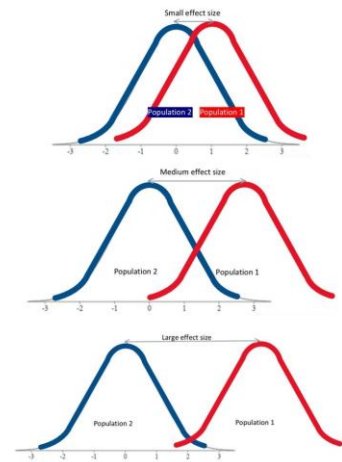 Small effect size
Population 2 Population 1
-3 -2 -1 0 1 2 3
Medium effect size
Population 2 Population 1
-3 -2 -1 0 1 2 3
Large effect size
Population 2 Population 1
-3 -2 -1 0 1 2 3